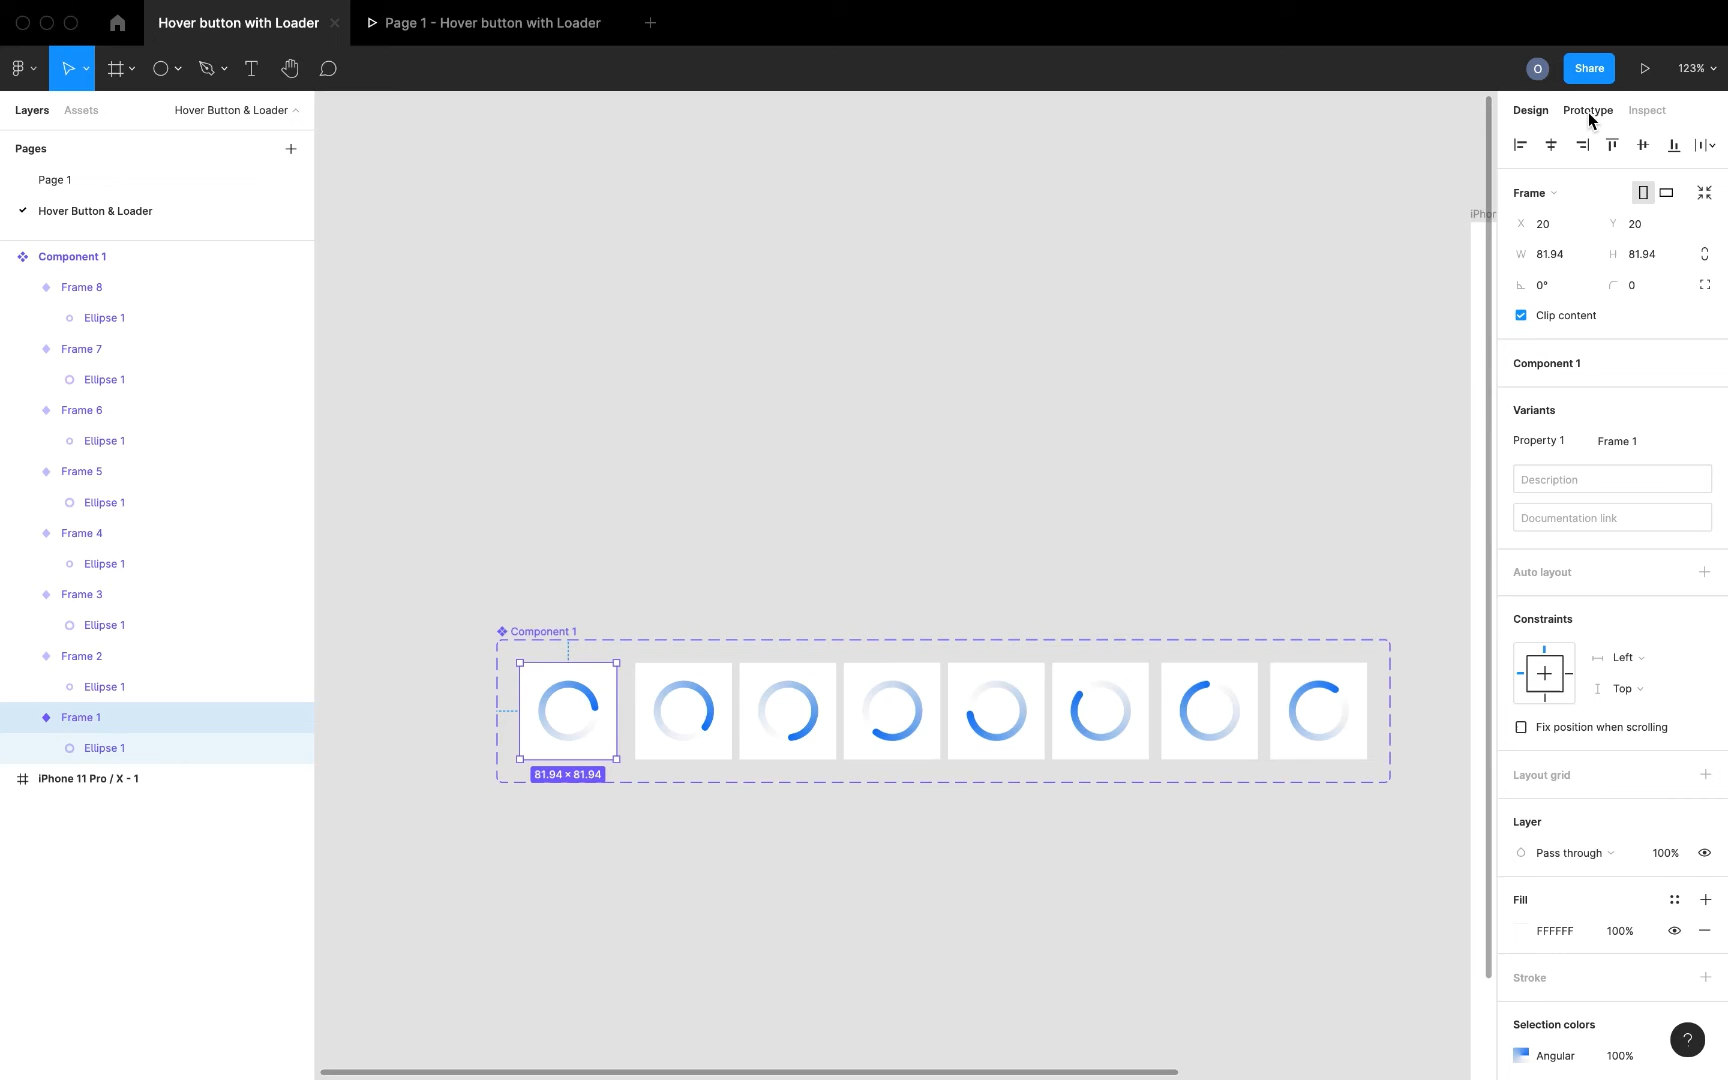 Hover button with Loader
Page 1 - Hover button with Loader
O
Share
123%
Layers
Assets
Hover Button & Loader
Pages
Page 1
Hover Button & Loader
Component 1
Frame 8
Ellipse 1
Frame 7
Ellipse 1
Frame 6
Ellipse 1
Frame 5
Ellipse 1
Frame 4
Ellipse 1
Frame 3
Ellipse 1
Frame 2
Ellipse 1
Frame 1
Ellipse 1
iPhone 11 Pro / X - 1
Component 1
81.94 × 81.94
iPhor
Design
Prototype
Inspect
Frame
X 20
Y 20
W 81.94
H 81.94
0°
0
Clip content
Component 1
Variants
Property 1
Frame 1
Description
Documentation link
Auto layout
Constraints
Left
Top
Fix position when scrolling
Layout grid
Layer
Pass through
100%
Fill
FFFFFF
100%
Stroke
Selection colors
Angular
100%
?